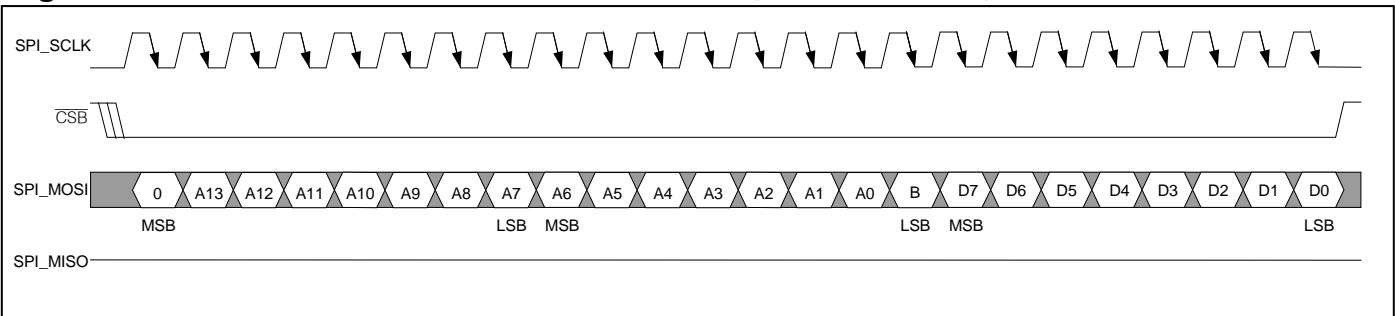 SPI_SCLK
CSB
SPI_MOSI 0 A13 A12 A11 A10 A9 A8 A7 A6 A5 A4 A3 A2 A1 A0 B D7 D6 D5 D4 D3 D2 D1 D0
MSB LSB MSB LSB MSB LSB
SPI_MISO